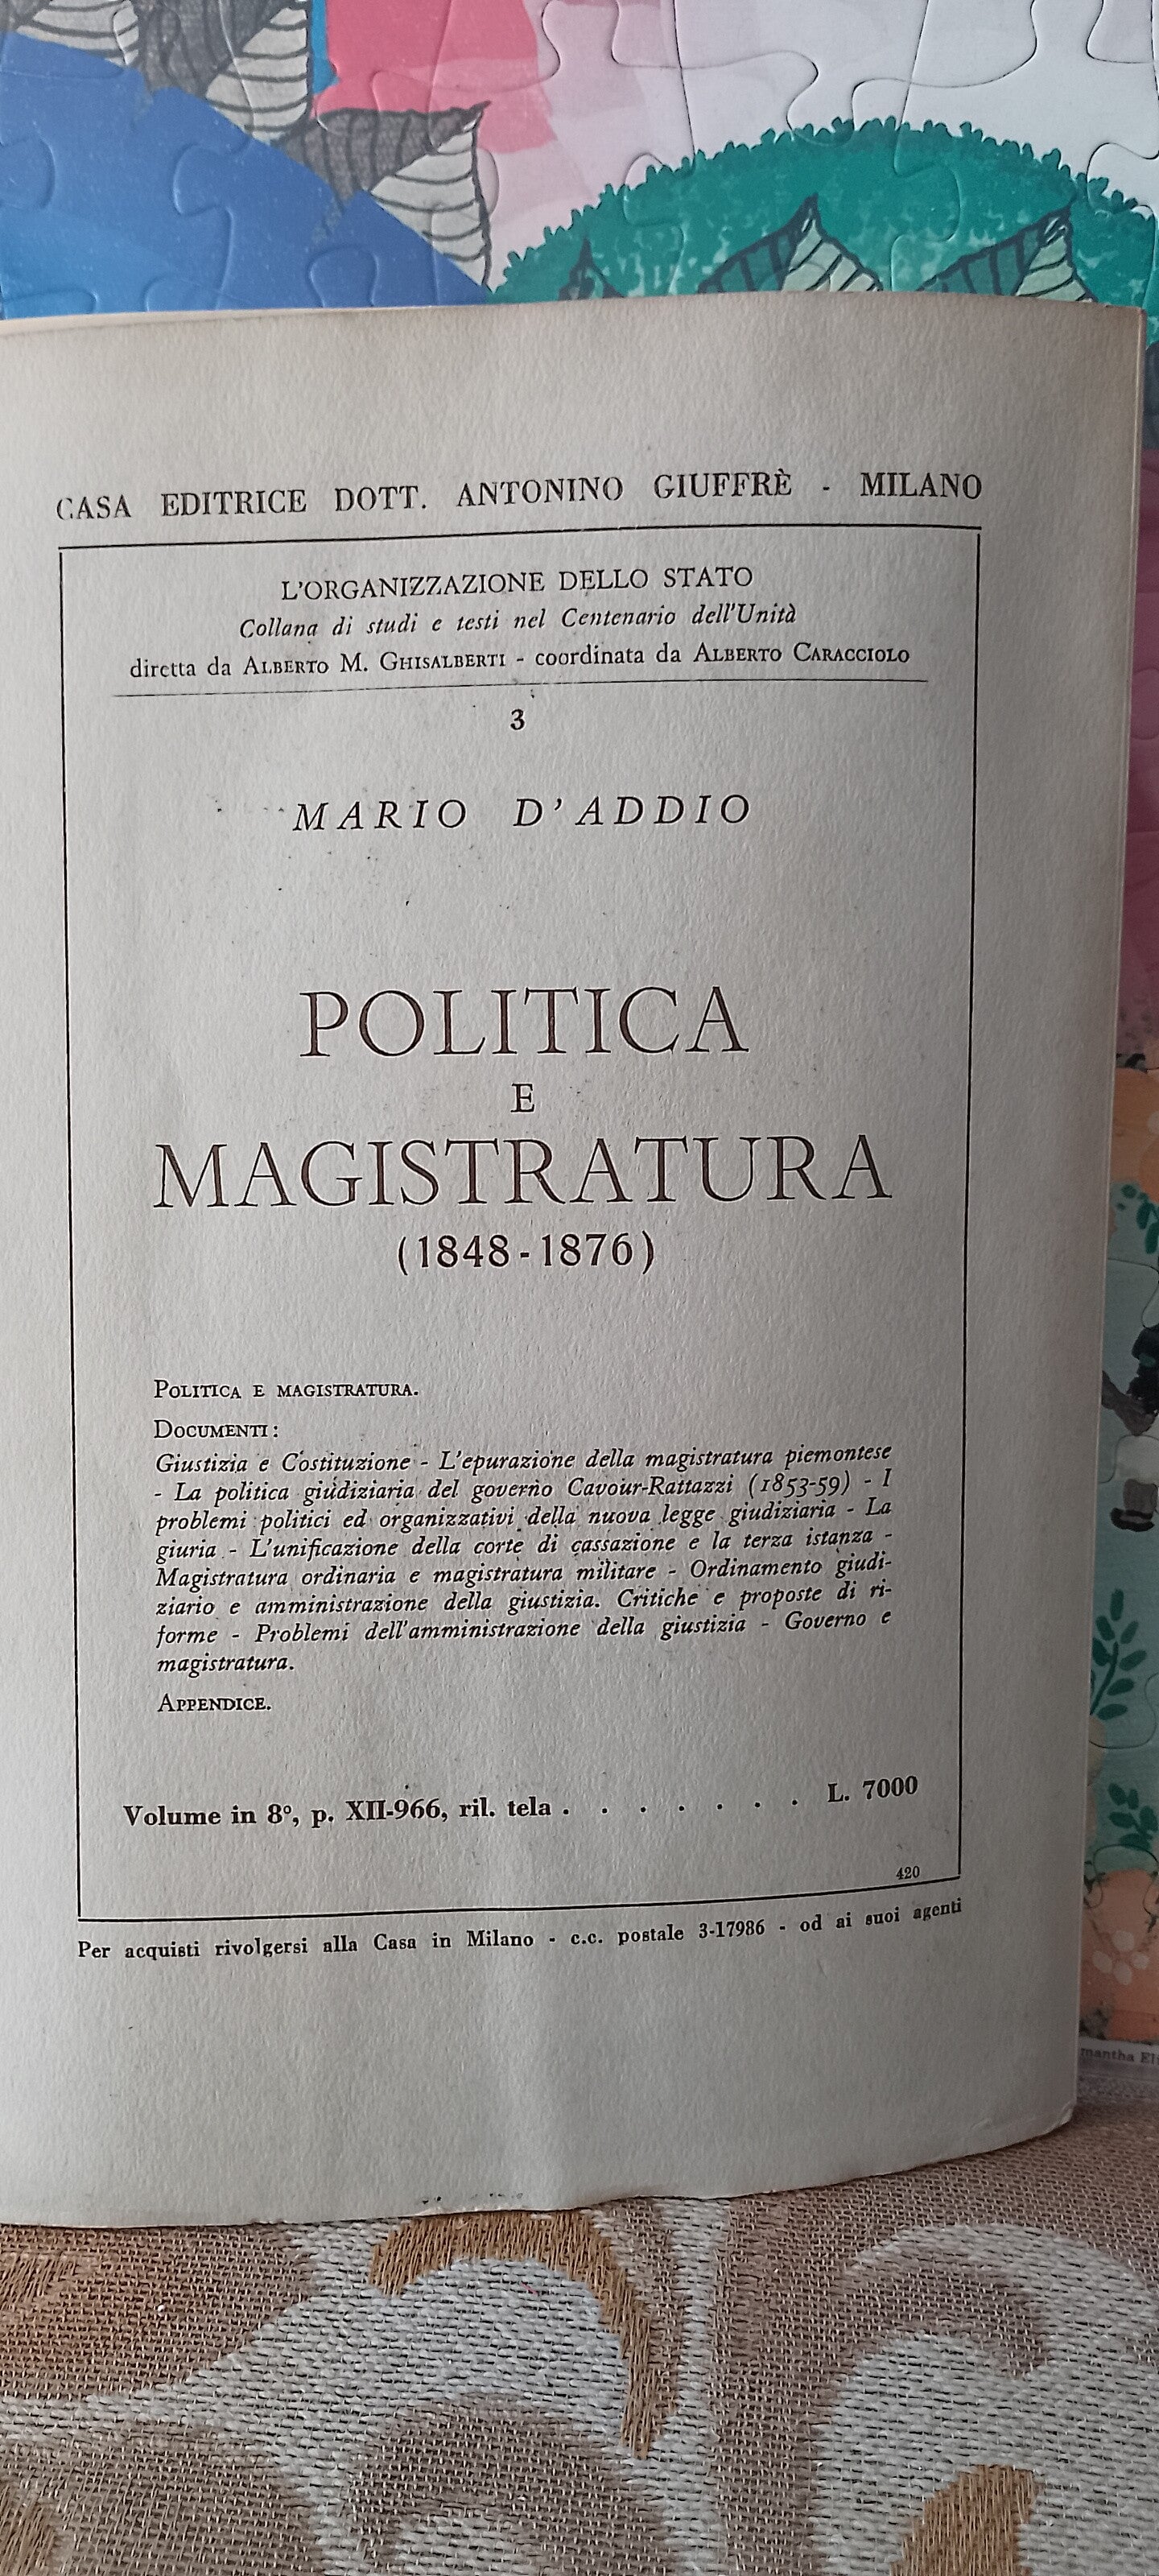 CASA EDITRICE DOTT. ANTONINO GIUFFRÈ - MILANO
L'ORGANIZZAZIONE DELLO STATO
Collana di studi e testi nel Centenario dell'Unità
diretta da ALBERTO M. GHISALBERTI - coordinata da ALBERTO CARACCIOLO
3
MARIO D'ADDIO
POLITICA
E
MAGISTRATURA
(1848-1876)
POLITICA E MAGISTRATURA.
DOCUMENTI:
Giustizia e Costituzione - L'epurazione della magistratura piemontese
- La politica giudiziaria del governo Cavour-Rattazzi (1853-59) - I
problemi politici ed organizzativi della nuova legge giudiziaria - La
giuria - L'unificazione della corte di cassazione e la terza istanza -
Magistratura ordinaria e magistratura militare - Ordinamento giudi-
ziario e amministrazione della giustizia. Critiche e proposte di ri-
forme - Problemi dell'amministrazione della giustizia - Governo e
magistratura.
APPENDICE.
Volume in 8°, p. XII-966, ril. tela . . . . . . . L. 7000
420
Per acquisti rivolgersi alla Casa in Milano - c.c. postale 3-17986 - od ai suoi agenti